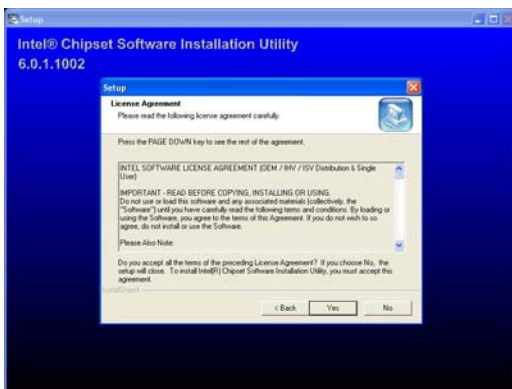 Setup
Intel® Chipset Software Installation Utility
6.0.1.1002
Setup
License Agreement
Please read the following license agreement carefully.
Press the PAGE DOWN key to see the rest of the agreement.
INTEL SOFTWARE LICENSE AGREEMENT (OEM / IHV / ISV Distribution & Single
User)
IMPORTANT - READ BEFORE COPYING, INSTALLING OR USING.
Do not use or load this software and any associated materials (collectively, the
"Software") until you have carefully read the following terms and conditions. By loading or
using the Software, you agree to the terms of this Agreement. If you do not wish to so
agree, do not install or use the Software.
Please Also Note:
Do you accept all the terms of the preceding License Agreement? If you choose No, the
setup will close. To install Intel(R) Chipset Software Installation Utility, you must accept this
agreement.
InstallShield
< Back
Yes
No